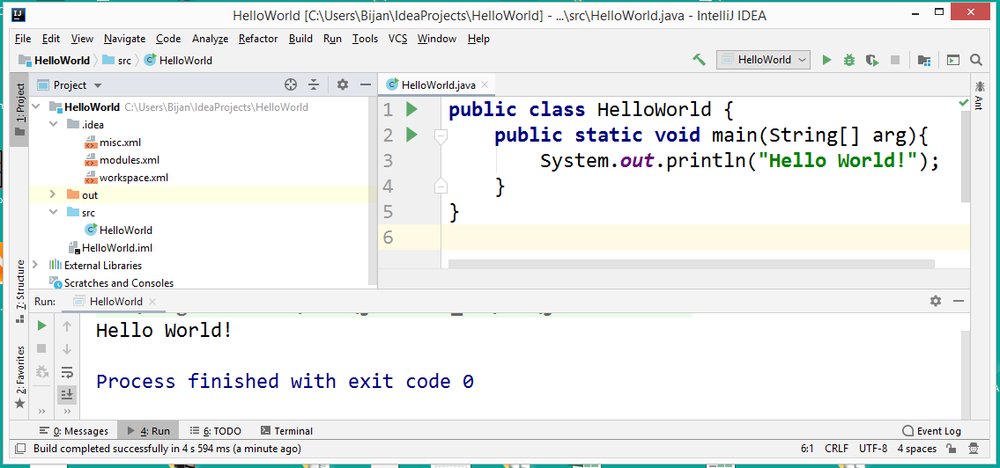 HelloWorld [C:\Users\Bijan\IdeaProjects\HelloWorld] - ...\src\HelloWorld.java - IntelliJ IDEA
File Edit View Navigate Code Analyze Refactor Build Run Tools VCS Window Help
HelloWorld src HelloWorld
HelloWorld
1: Project
Project
HelloWorld C:\Users\Bijan\IdeaProjects\HelloWorld
.idea
misc.xml
modules.xml
workspace.xml
out
src
HelloWorld
HelloWorld.iml
External Libraries
Scratches and Consoles
HelloWorld.java
1 public class HelloWorld {
2 public static void main(String[] arg){
3 System.out.println("Hello World!");
4 }
5 }
6
Ant
7: Structure
2: Favorites
Run: HelloWorld
Hello World!
Process finished with exit code 0
0: Messages 4: Run 6: TODO Terminal Event Log
Build completed successfully in 4 s 594 ms (a minute ago) 6:1 CRLF UTF-8 4 spaces